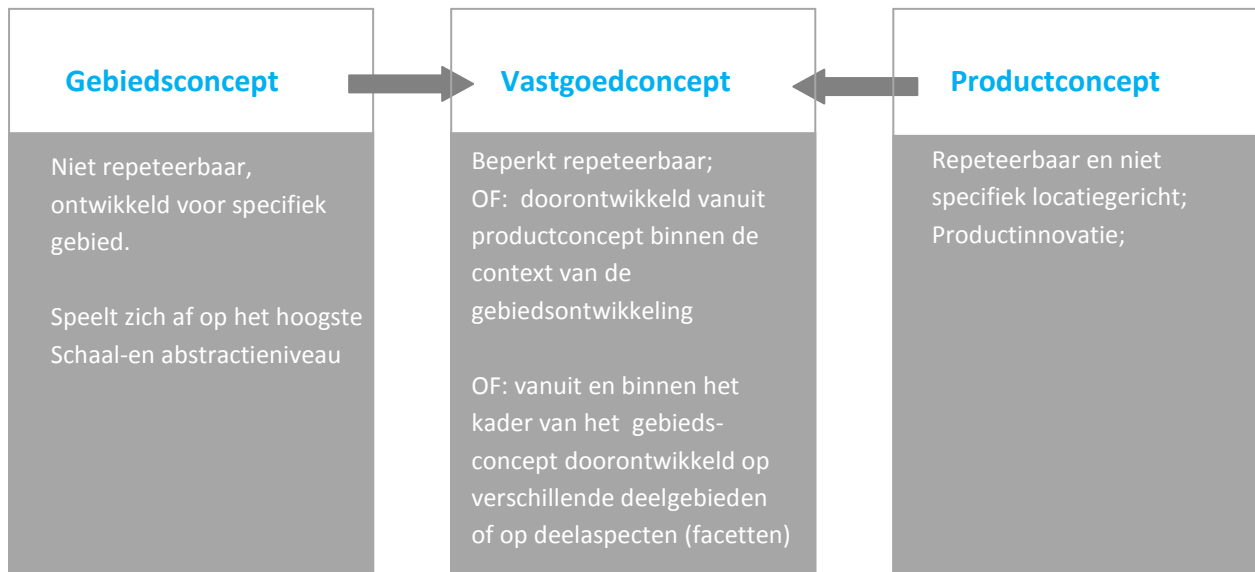 Gebiedsconcept
Niet repeteerbaar,
ontwikkeld voor specifiek
gebied.
Speelt zich af op het hoogste
Schaal-en abstractieniveau
Vastgoedconcept
Beperkt repeteerbaar;
OF: doorontwikkeld vanuit
productconcept binnen de
context van de
gebiedsontwikkeling
OF: vanuit en binnen het
kader van het gebieds-
concept doorontwikkeld op
verschillende deelgebieden
of op deelaspecten (facetten)
Productconcept
Repeteerbaar en niet
specifiek locatiegericht;
Productinnovatie;